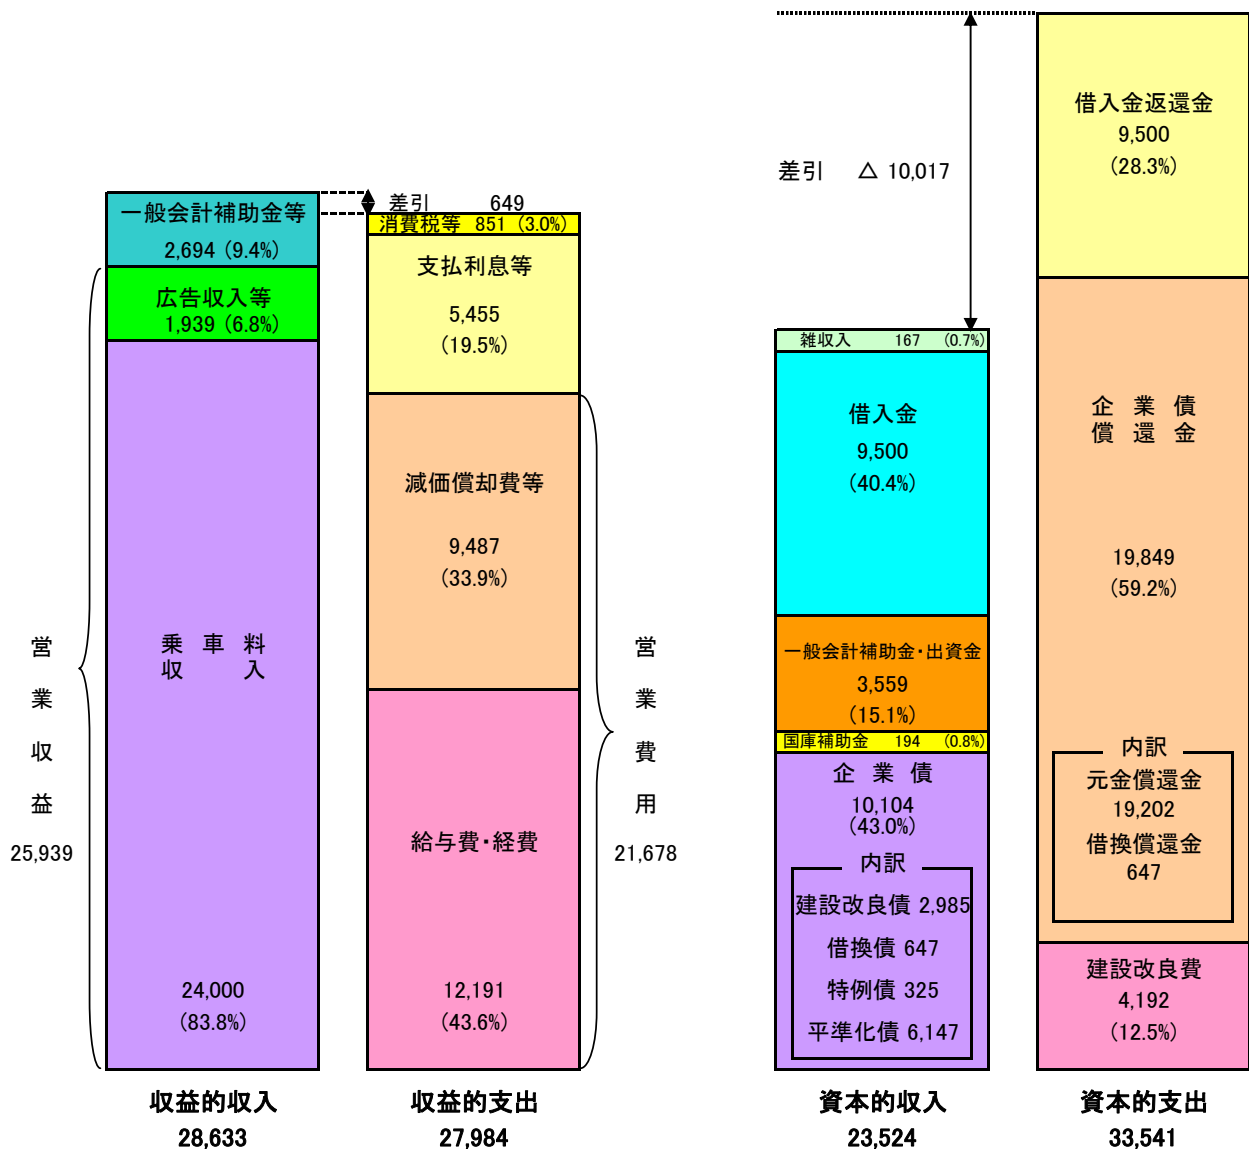 一般会計補助金等
2,694 (9.4%)
広告収入等
1,939 (6.8%)
乗車料
収入
24,000
(83.8%)
営業収益
25,939
収益的収入
28,633
差引 649
消費税等 851 (3.0%)
支払利息等
5,455
(19.5%)
減価償却費等
9,487
(33.9%)
給与費・経費
12,191
(43.6%)
営業費用
21,678
収益的支出
27,984
差引 △ 10,017
雑収入 167 (0.7%)
借入金
9,500
(40.4%)
一般会計補助金・出資金
3,559
(15.1%)
国庫補助金 194 (0.8%)
企業債
10,104
(43.0%)
内訳
建設改良債 2,985
借換債 647
特例債 325
平準化債 6,147
資本的収入
23,524
借入金返還金
9,500
(28.3%)
企業債
償還金
19,849
(59.2%)
内訳
元金償還金
19,202
借換償還金
647
建設改良費
4,192
(12.5%)
資本的支出
33,541